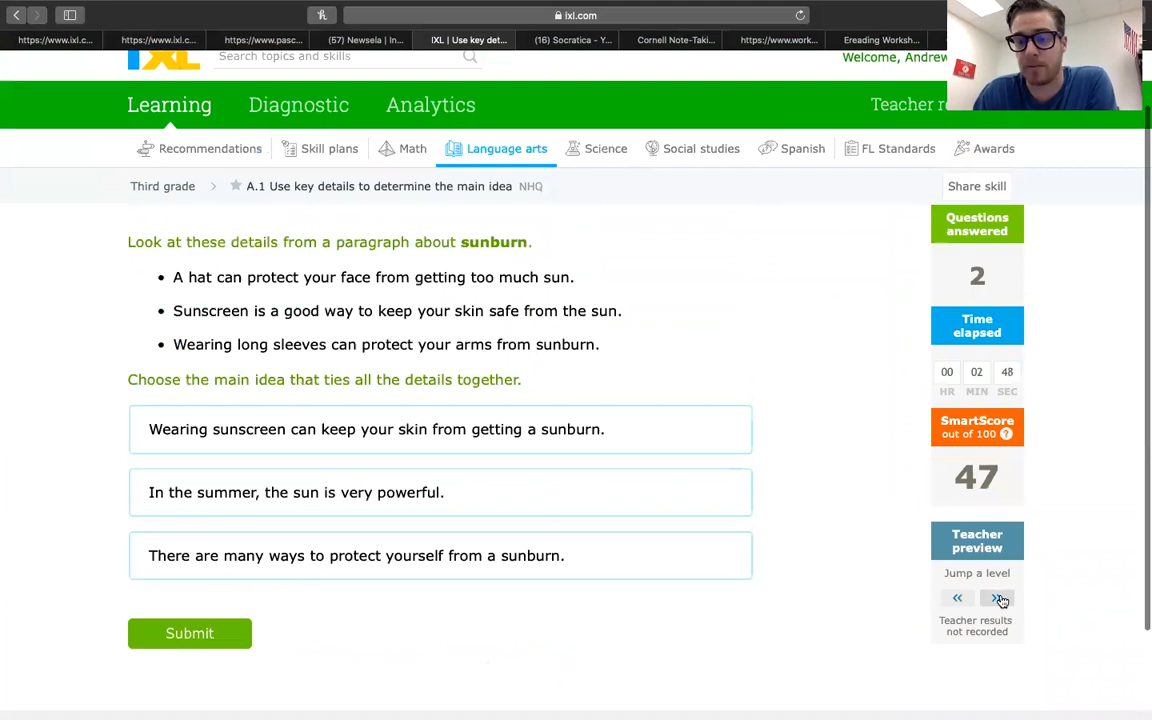 ixl.com
https://www.ixl.c...
https://www.ixl.c...
https://www.pasc...
(57) Newsela | In...
IXL | Use key det...
(16) Socratica - Y...
Cornell Note-Taki...
https://www.work...
Ereading Worksh...
IXL
Search topics and skills
Welcome, Andrew
Learning
Diagnostic
Analytics
Teacher re
Recommendations
Skill plans
Math
Language arts
Science
Social studies
Spanish
FL Standards
Awards
Third grade > A.1 Use key details to determine the main idea NHQ
Share skill
Look at these details from a paragraph about sunburn.
• A hat can protect your face from getting too much sun.
• Sunscreen is a good way to keep your skin safe from the sun.
• Wearing long sleeves can protect your arms from sunburn.
Choose the main idea that ties all the details together.
Wearing sunscreen can keep your skin from getting a sunburn.
In the summer, the sun is very powerful.
There are many ways to protect yourself from a sunburn.
Submit
Questions
answered
2
Time
elapsed
00 02 48
HR MIN SEC
SmartScore
out of 100 ?
47
Teacher
preview
Jump a level
« »
Teacher results
not recorded